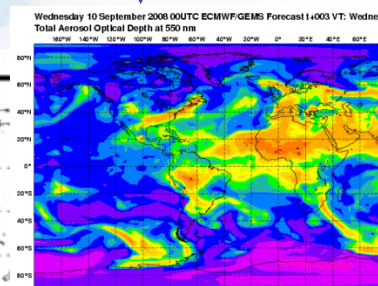 Wednesday 10 September 2008 00UTC ECMWF/GEMS Forecast t+003 VT: Wedne
Total Aerosol Optical Depth at 550 nm
160°W 140°W 120°W 100°W 80°W 60°W 40°W 20°W 0° 20°E 40°E 60°E
80°N
60°N
40°N
20°N
0°
20°S
40°S
60°S
80°S